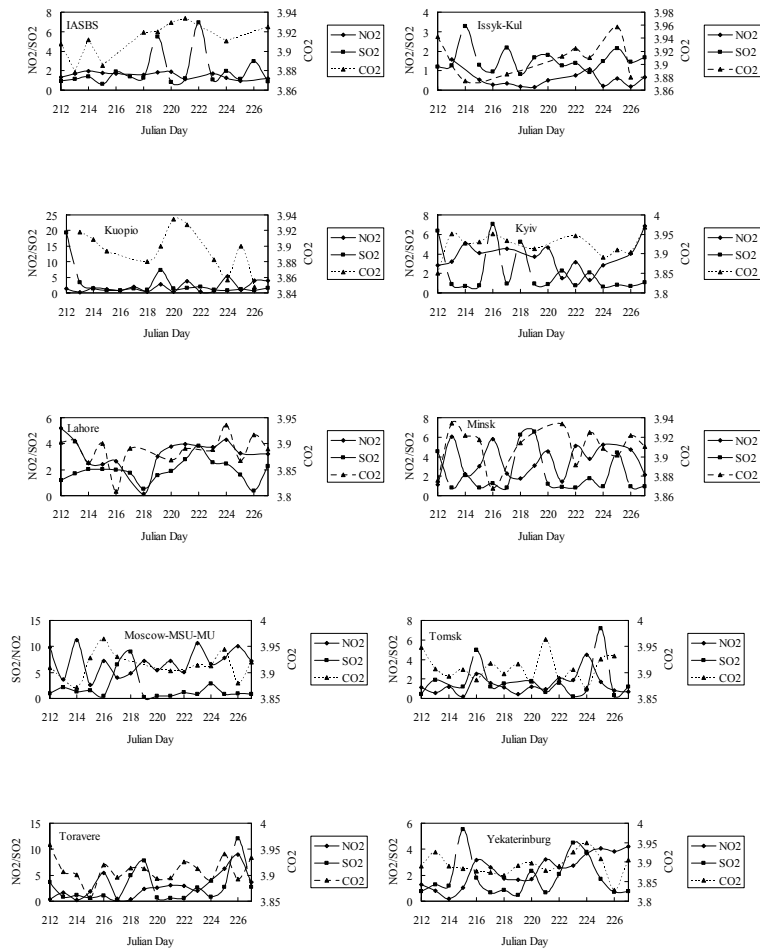 IASBS
NO2/SO2
8
6
4
2
0
3.94
3.92
3.9
3.88
3.86
CO2
212 214 216 218 220 222 224 226
Julian Day
NO2
SO2
CO2
Issyk-Kul
NO2/SO2
4
3
2
1
0
3.98
3.96
3.94
3.92
3.9
3.88
3.86
CO2
212 214 216 218 220 222 224 226
Julian Day
NO2
SO2
CO2
Kuopio
NO2/SO2
25
20
15
10
5
0
3.94
3.92
3.9
3.88
3.86
3.84
CO2
212 214 216 218 220 222 224 226
Julian Day
NO2
SO2
CO2
Kyiv
NO2/SO2
8
6
4
2
0
4
3.95
3.9
3.85
3.8
CO2
212 214 216 218 220 222 224 226
Julian Day
NO2
SO2
CO2
Lahore
NO2/SO2
6
4
2
0
3.95
3.9
3.85
3.8
CO2
212 214 216 218 220 222 224 226
Julian Day
NO2
SO2
CO2
Minsk
NO2/SO2
8
6
4
2
0
3.94
3.92
3.9
3.88
3.86
CO2
212 214 216 218 220 222 224 226
Julian Day
NO2
SO2
CO2
Moscow-MSU-MU
SO2/NO2
15
10
5
0
4
3.95
3.9
3.85
CO2
212 214 216 218 220 222 224 226
Julian Day
NO2
SO2
CO2
Tomsk
NO2/SO2
8
6
4
2
0
4
3.95
3.9
3.85
CO2
212 214 216 218 220 222 224 226
Julian Day
NO2
SO2
CO2
Toravere
NO2/SO2
15
10
5
0
4
3.95
3.9
3.85
3.8
CO2
212 214 216 218 220 222 224 226
Julian Day
NO2
SO2
CO2
Yekaterinburg
NO2/SO2
6
4
2
0
4
3.95
3.9
3.85
3.8
CO2
212 214 216 218 220 222 224 226
Julian Day
NO2
SO2
CO2